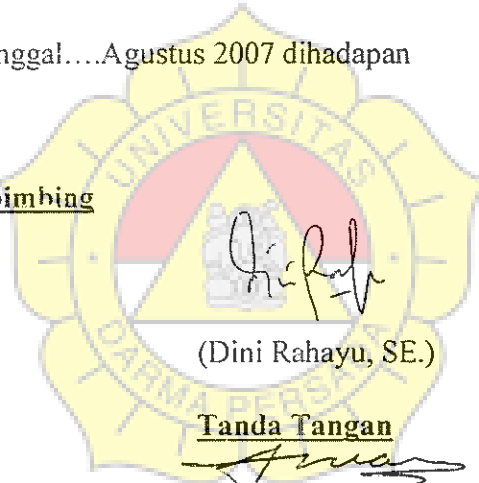 nggal....Agustus 2007 dihadapan
UNIVERSITAS
bimbing
(Dini Rahayu, SE.)
DARMA PERSADA
Tanda Tangan